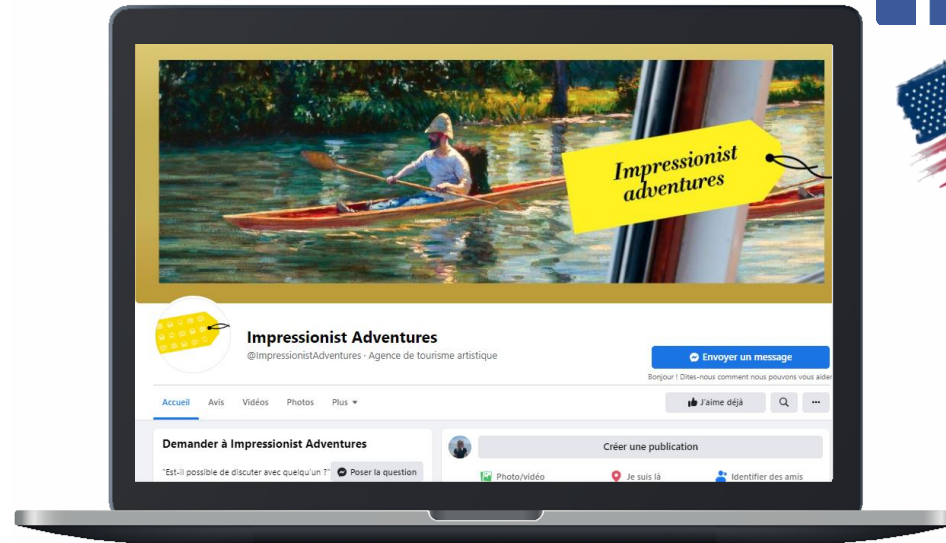 Impressionist
adventures
Impressionist Adventures
@ImpressionistAdventures · Agence de tourisme artistique
Envoyer un message
Bonjour ! Dites-nous comment nous pouvons vous aider
Accueil Avis Vidéos Photos Plus
J'aime déjà
Demander à Impressionist Adventures
"Est-il possible de discuter avec quelqu'un ?" Poser la question
Créer une publication
Photo/vidéo Je suis là Identifier des amis